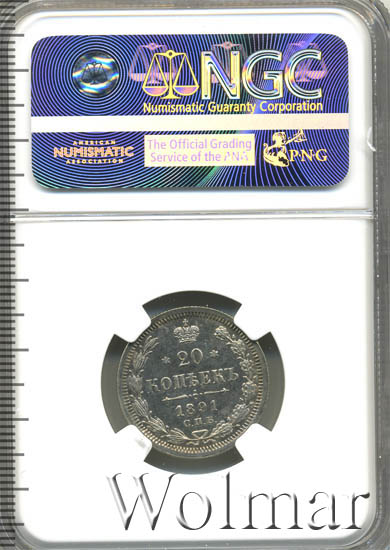 NGC
Numismatic Guaranty Corporation
AMERICAN
NUMISMATIC
ASSOCIATION
The Official Grading
Service of the PNG
PNG
20
КОПѢЕКЪ
1891
С.П.Б.
Wolmar